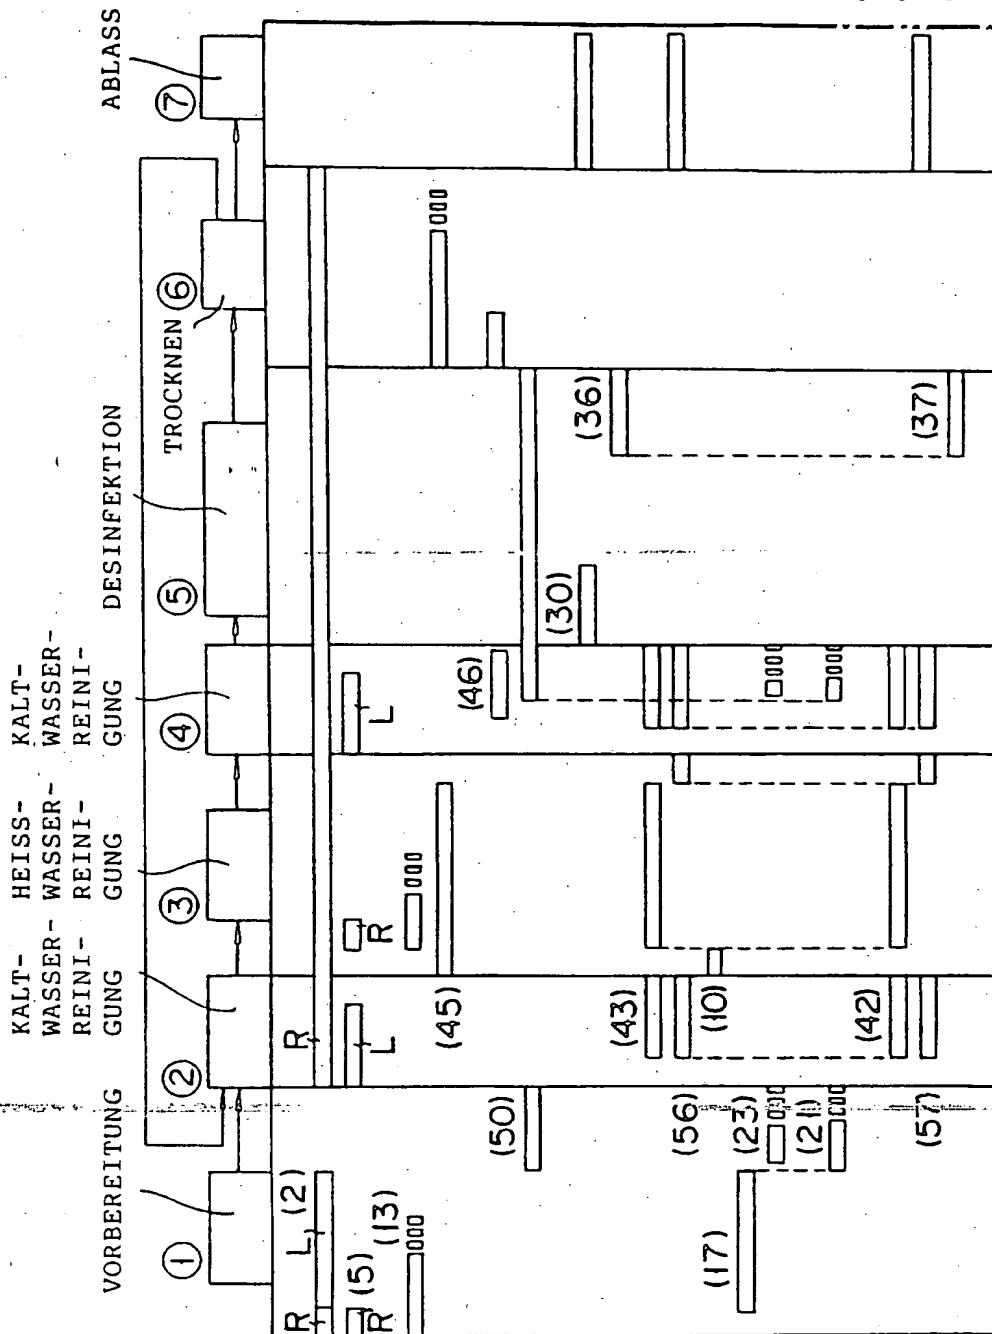 VORBEREITUNG
KALT-
WASSER-
REINI-
GUNG
HEISS-
WASSER-
REINI-
GUNG
KALT-
WASSER-
REINI-
GUNG
DESINFEKTION
TROCKNEN
ABLASS
①
②
③
④
⑤
⑥
⑦
R
L
(2)
R
(5)
R
(13)
(17)
(50)
(56)
(23)
(21)
(57)
R
L
(45)
(43)
(10)
(42)
R
L
(46)
(30)
(36)
(37)